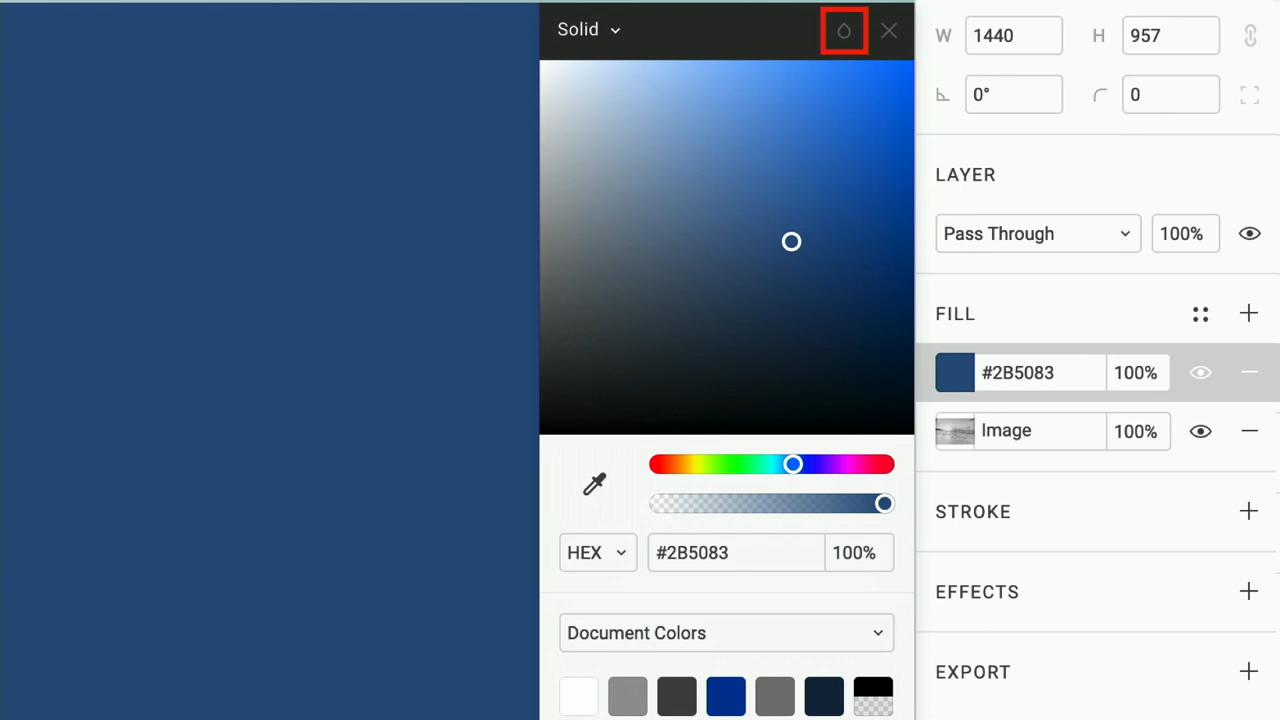 Solid
W 1440 H 957
0° 0
LAYER
Pass Through 100%
FILL
#2B5083 100%
Image 100%
STROKE
HEX #2B5083 100%
EFFECTS
Document Colors
EXPORT